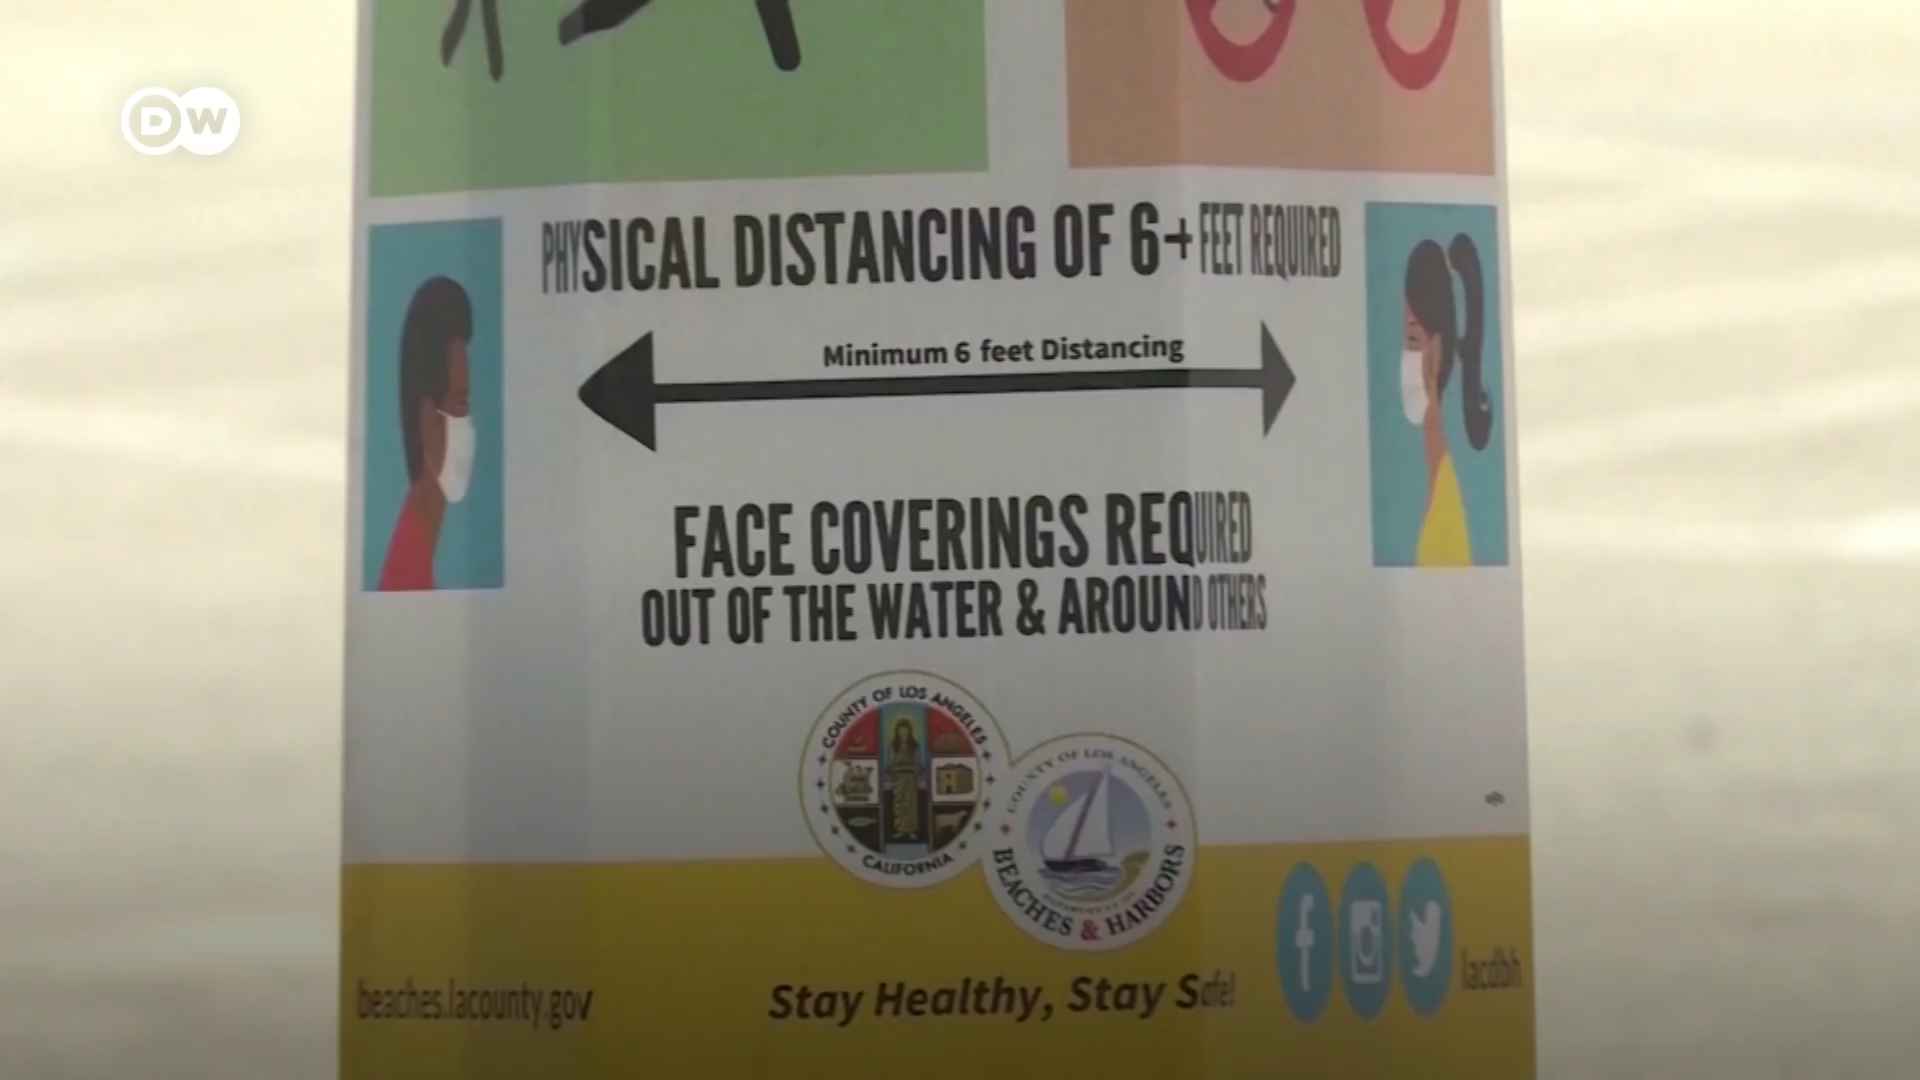 DW
PHYSICAL DISTANCING OF 6+ FEET REQUIRED
Minimum 6 feet Distancing
FACE COVERINGS REQUIRED
OUT OF THE WATER & AROUND OTHERS
COUNTY OF LOS ANGELES
CALIFORNIA
COUNTY OF LOS ANGELES
DEPARTMENT OF
BEACHES & HARBORS
beaches.lacounty.gov
Stay Healthy, Stay Safe!
lacdbh